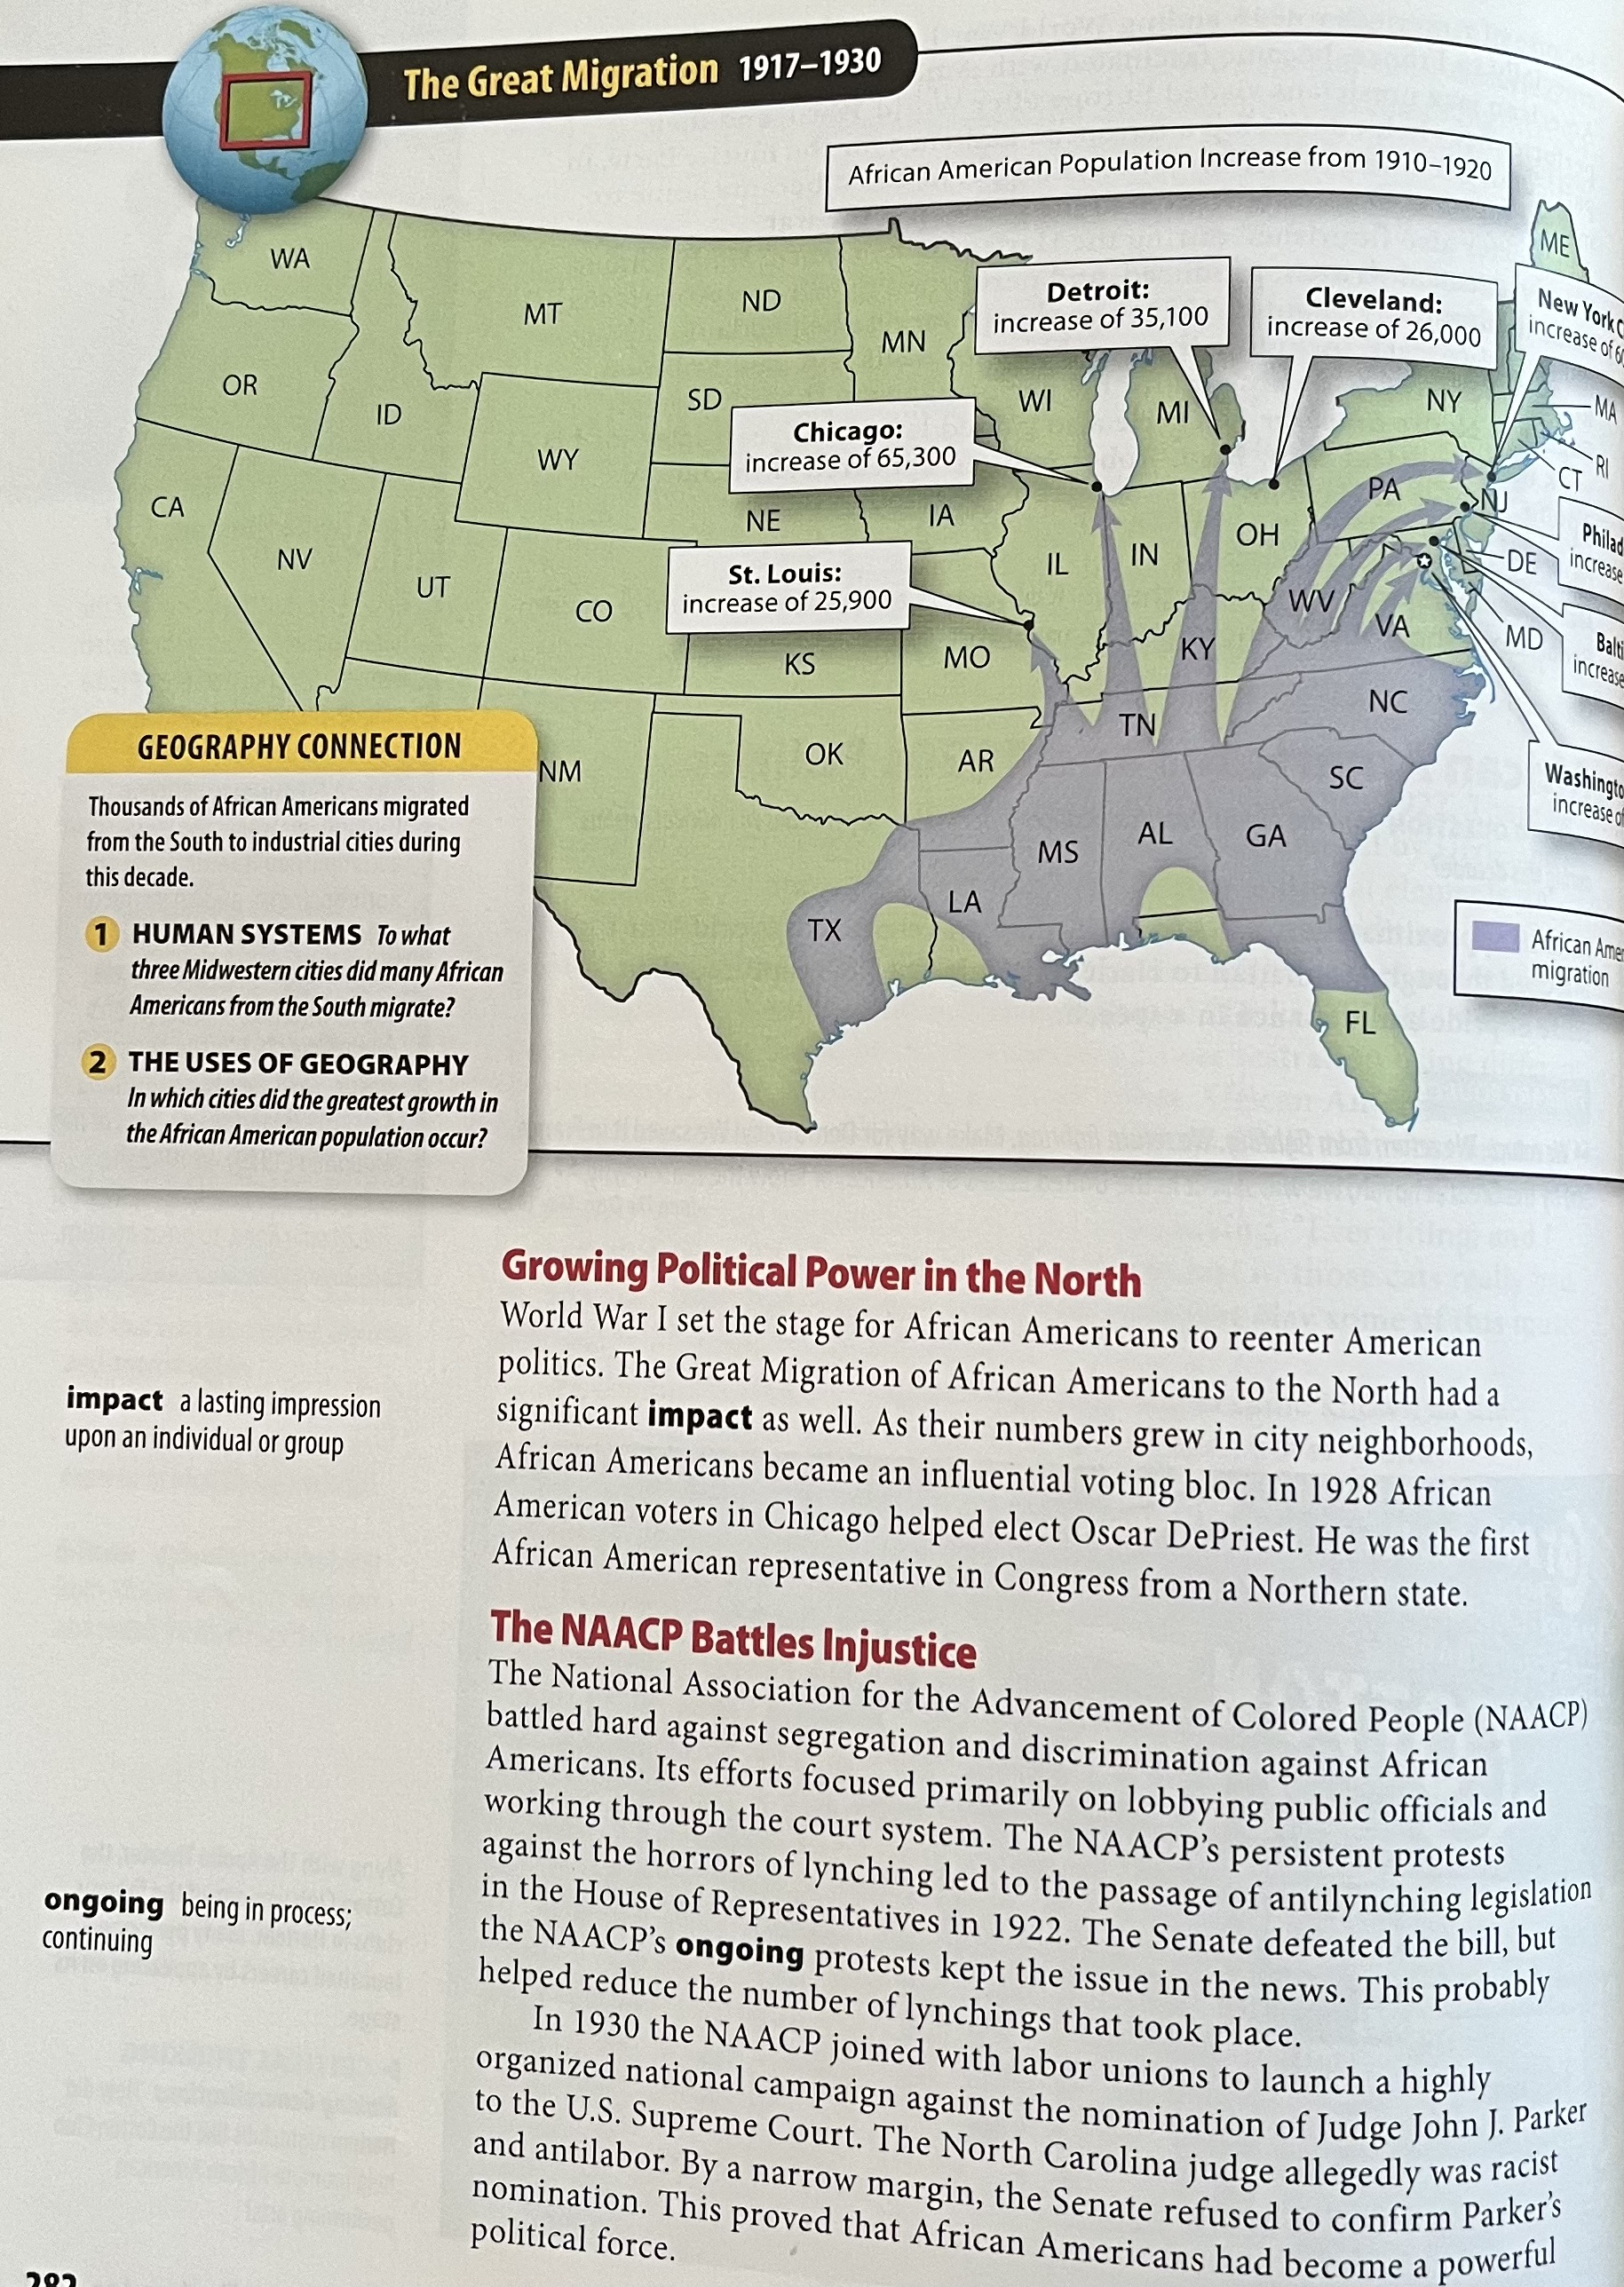 The Great Migration 1917–1930
African American Population Increase from 1910–1920
WA
OR
CA
NV
ID
MT
WY
UT
CO
NM
ND
SD
NE
KS
OK
TX
MN
IA
MO
AR
LA
WI
IL
MI
IN
OH
KY
TN
MS
AL
GA
FL
SC
NC
VA
WV
PA
NY
ME
MA
RI
CT
NJ
DE
MD
Detroit:
increase of 35,100
Cleveland:
increase of 26,000
New York
increase of
Chicago:
increase of 65,300
St. Louis:
increase of 25,900
increase
increase
increase
African
migration
GEOGRAPHY CONNECTION
Thousands of African Americans migrated
from the South to industrial cities during
this decade.
1 HUMAN SYSTEMS To what
three Midwestern cities did many African
Americans from the South migrate?
2 THE USES OF GEOGRAPHY
In which cities did the greatest growth in
the African American population occur?
Growing Political Power in the North
World War I set the stage for African Americans to reenter American
politics. The Great Migration of African Americans to the North had a
significant impact as well. As their numbers grew in city neighborhoods,
African Americans became an influential voting bloc. In 1928 African
American voters in Chicago helped elect Oscar DePriest. He was the first
African American representative in Congress from a Northern state.
impact a lasting impression
upon an individual or group
The NAACP Battles Injustice
The National Association for the Advancement of Colored People (NAACP)
battled hard against segregation and discrimination against African
Americans. Its efforts focused primarily on lobbying public officials and
working through the court system. The NAACP's persistent protests
against the horrors of lynching led to the passage of antilynching legislation
in the House of Representatives in 1922. The Senate defeated the bill, but
the NAACP's ongoing protests kept the issue in the news. This probably
helped reduce the number of lynchings that took place.
ongoing being in process;
continuing
In 1930 the NAACP joined with labor unions to launch a highly
organized national campaign against the nomination of Judge John J. Parker
to the U.S. Supreme Court. The North Carolina judge allegedly was racist
and antilabor. By a narrow margin, the Senate refused to confirm Parker's
nomination. This proved that African Americans had become a powerful
political force.
282